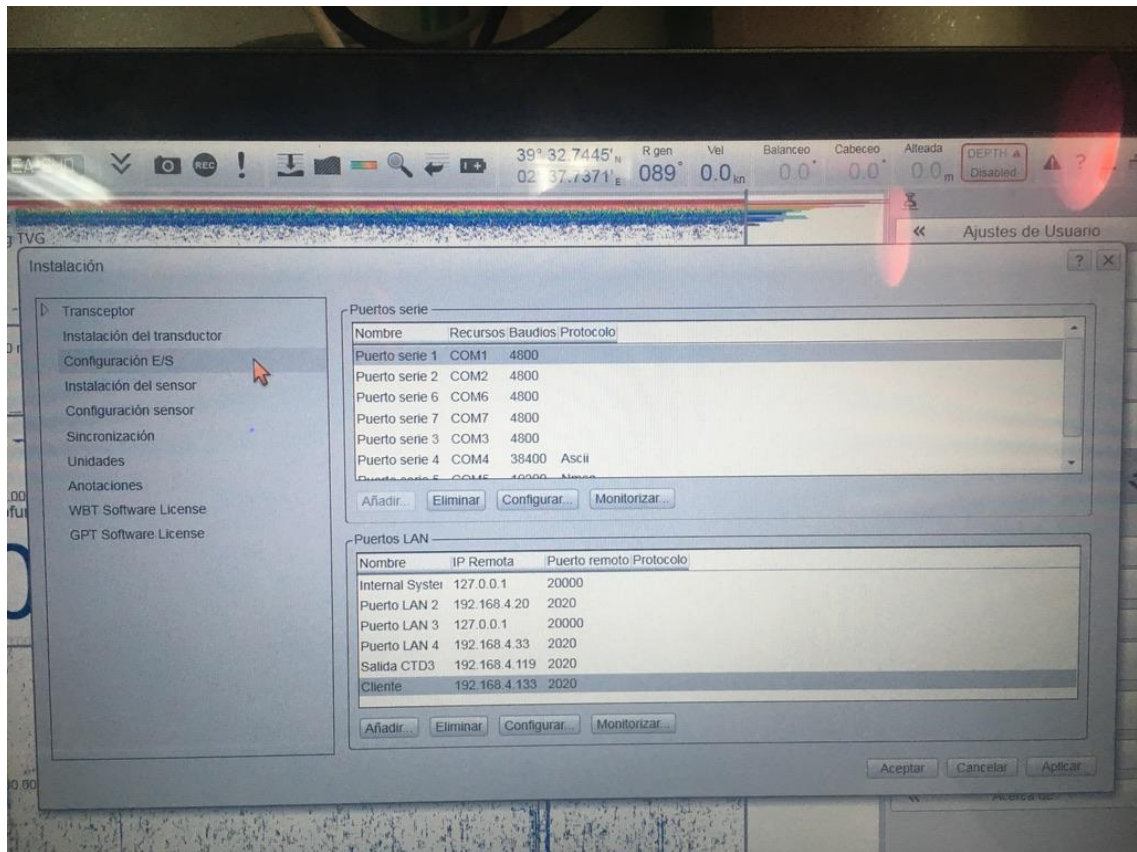 REC
39° 32.7445' N R gen Vel Balanceo Cabeceo Alteada DEPTH
02° 37.7371' E 089° 0.0 kn 0.0° 0.0° 0.0 m Disabled ?
TVG
Ajustes de Usuario
Instalación ? X
Transceptor
Instalación del transductor
Configuración E/S
Instalación del sensor
Configuración sensor
Sincronización
Unidades
Anotaciones
WBT Software License
GPT Software License
Puertos serie
Nombre Recursos Baudios Protocolo
Puerto serie 1 COM1 4800
Puerto serie 2 COM2 4800
Puerto serie 6 COM6 4800
Puerto serie 7 COM7 4800
Puerto serie 3 COM3 4800
Puerto serie 4 COM4 38400 Ascii
Añadir... Eliminar Configurar... Monitorizar...
Puertos LAN
Nombre IP Remota Puerto remoto Protocolo
Internal Syster 127.0.0.1 20000
Puerto LAN 2 192.168.4.20 2020
Puerto LAN 3 127.0.0.1 20000
Puerto LAN 4 192.168.4.33 2020
Salida CTD3 192.168.4.119 2020
Cliente 192.168.4.133 2020
Añadir... Eliminar Configurar... Monitorizar...
Aceptar Cancelar Aplicar